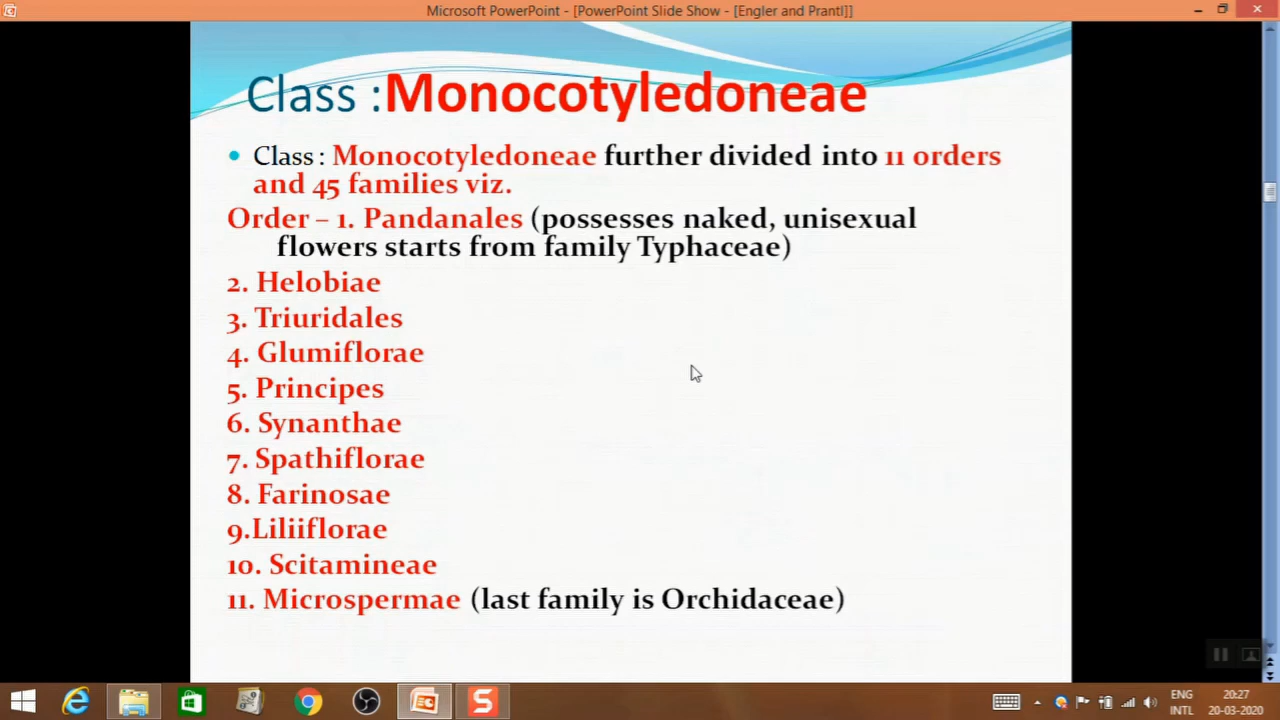 Microsoft PowerPoint - [PowerPoint Slide Show - [Engler and Prantl]]
Class :Monocotyledoneae
• Class : Monocotyledoneae further divided into 11 orders
and 45 families viz.
Order – 1. Pandanales (possesses naked, unisexual
flowers starts from family Typhaceae)
2. Helobiae
3. Triuridales
4. Glumiflorae
5. Principes
6. Synanthae
7. Spathiflorae
8. Farinosae
9.Liliiflorae
10. Scitamineae
11. Microspermae (last family is Orchidaceae)
ENG
INTL
20:27
20-03-2020